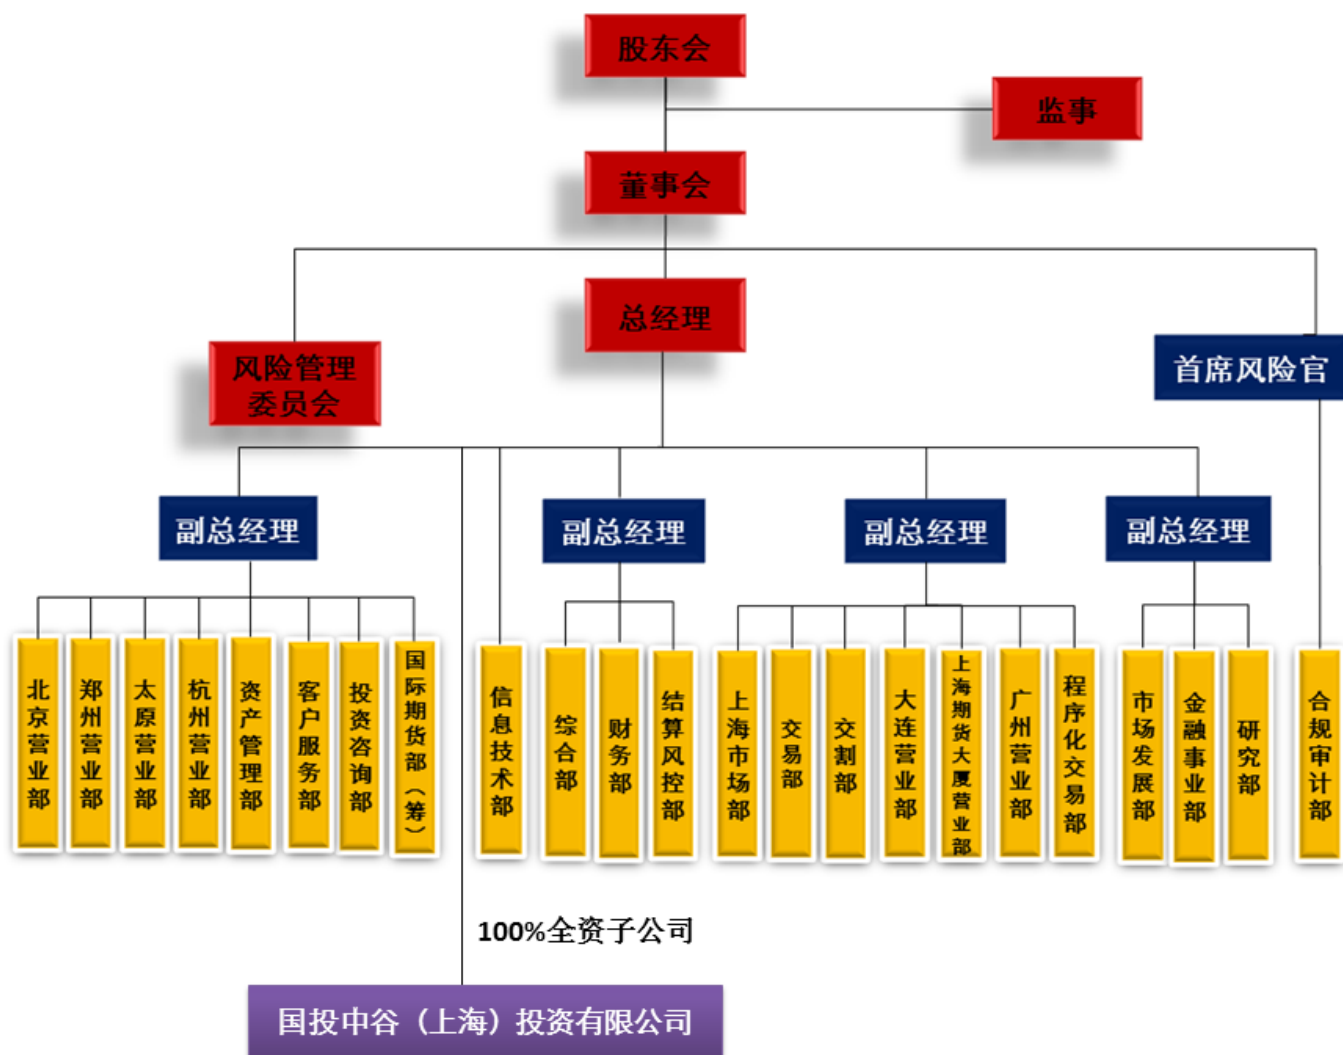 股东会
监事
董事会
总经理
风险管理
委员会
首席风险官
副总经理
副总经理
副总经理
副总经理
北京营业部
郑州营业部
太原营业部
杭州营业部
资产管理部
客户服务部
投资咨询部
国际期货部（筹）
信息技术部
综合部
财务部
结算风控部
上海市场部
交易部
交割部
大连营业部
上海期货大厦营业部
广州营业部
程序化交易部
市场发展部
金融事业部
研究部
合规审计部
100%全资子公司
国投中谷（上海）投资有限公司